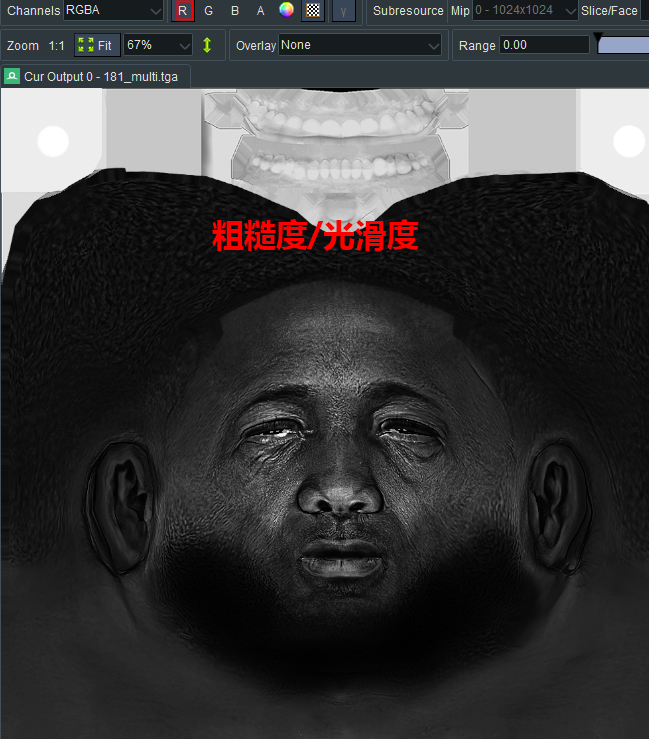 Channels RGBA R G B A γ Subresource Mip 0 - 1024x1024 Slice/Face
Zoom 1:1 Fit 67% Overlay None Range 0.00
Cur Output 0 - 181_multi.tga
粗糙度/光滑度